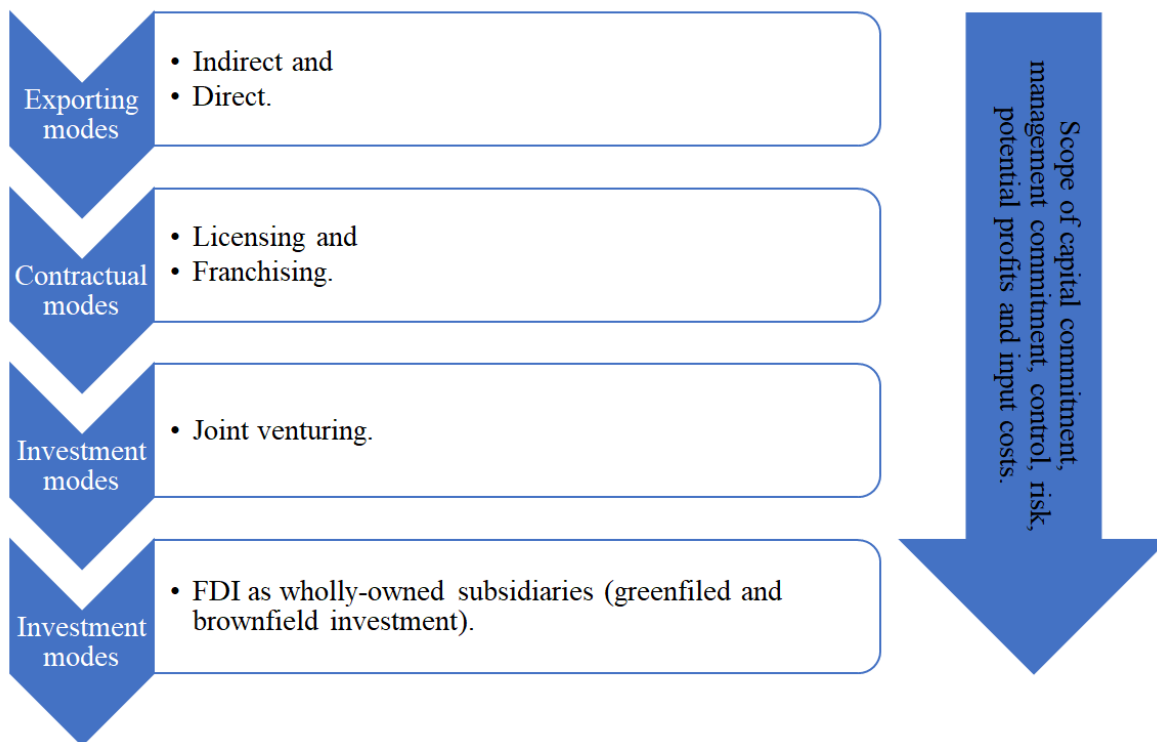 Exporting
modes
• Indirect and
• Direct.
Contractual
modes
• Licensing and
• Franchising.
Investment
modes
• Joint venturing.
Investment
modes
• FDI as wholly-owned subsidiaries (greenfiled and
brownfield investment).
Scope of capital commitment,
management commitment, control, risk,
potential profits and input costs.